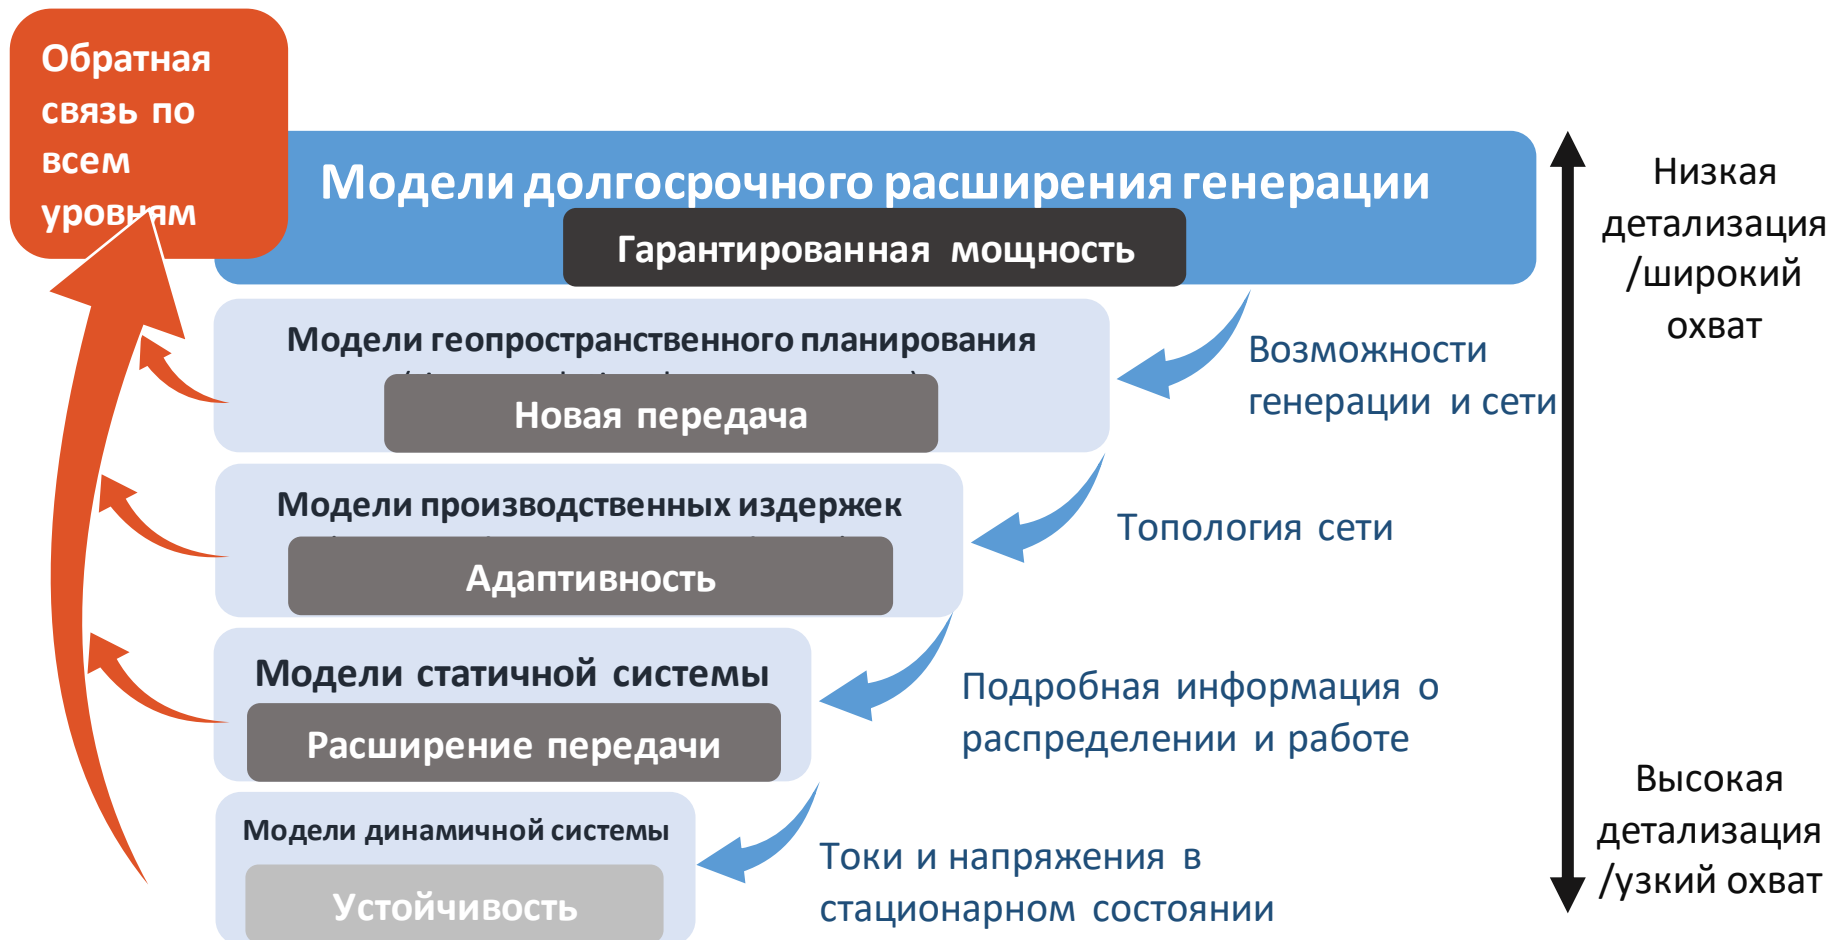 Обратная
связь по
всем
уровням
Модели долгосрочного расширения генерации
Гарантированная мощность
Низкая
детализация
/широкий
охват
Модели геопространственного планирования
Новая передача
Возможности
генерации и сети
Модели производственных издержек
Адаптивность
Топология сети
Модели статичной системы
Расширение передачи
Подробная информация о
распределении и работе
Модели динамичной системы
Устойчивость
Токи и напряжения в
стационарном состоянии
Высокая
детализация
/узкий охват